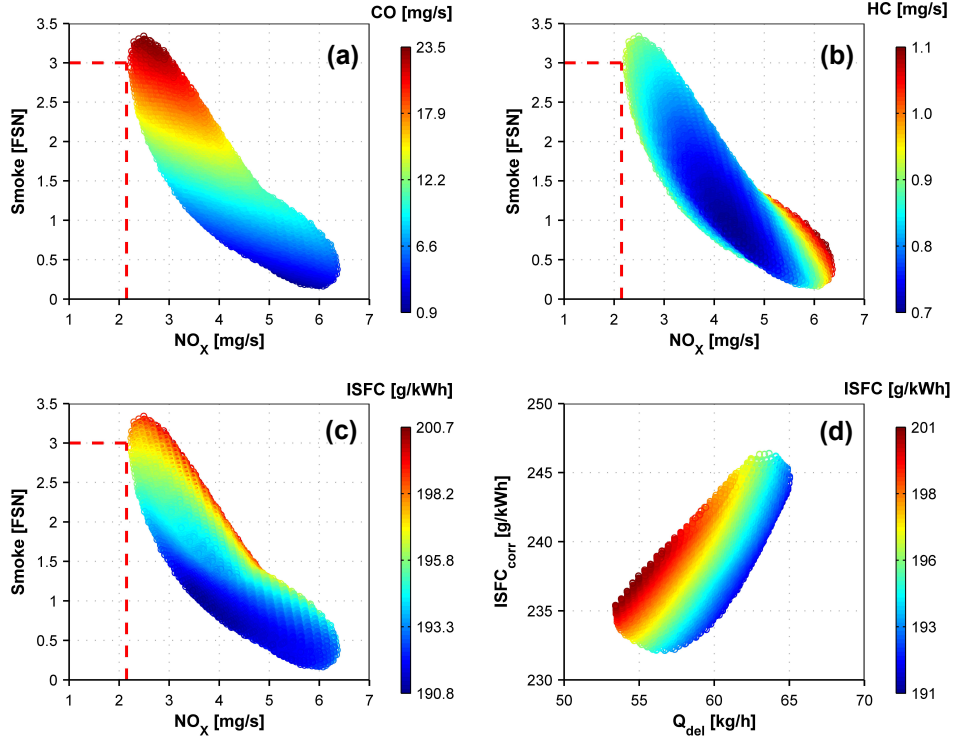 CO [mg/s]
3.5
3
2.5
2
1.5
1
0.5
0
Smoke [FSN]
(a)
1 2 3 4 5 6 7
NOX [mg/s]
23.5
17.9
12.2
6.6
0.9
HC [mg/s]
3.5
3
2.5
2
1.5
1
0.5
0
Smoke [FSN]
(b)
1 2 3 4 5 6 7
NOX [mg/s]
1.1
1.0
0.9
0.8
0.7
ISFC [g/kWh]
3.5
3
2.5
2
1.5
1
0.5
0
Smoke [FSN]
(c)
1 2 3 4 5 6 7
NOX [mg/s]
200.7
198.2
195.8
193.3
190.8
ISFC [g/kWh]
250
245
240
235
230
ISFCcorr [g/kWh]
(d)
50 55 60 65 70
Qdel [kg/h]
201
198
196
193
191